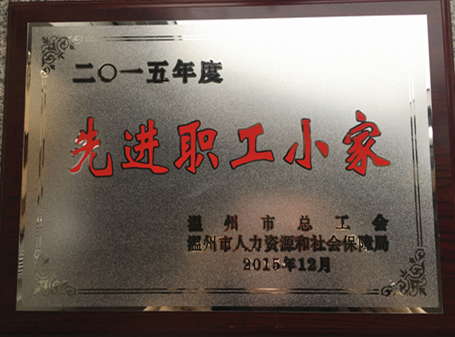 二〇一五年度
先进职工小家
温州市总工会
温州市人力资源和社会保障局
2015年12月